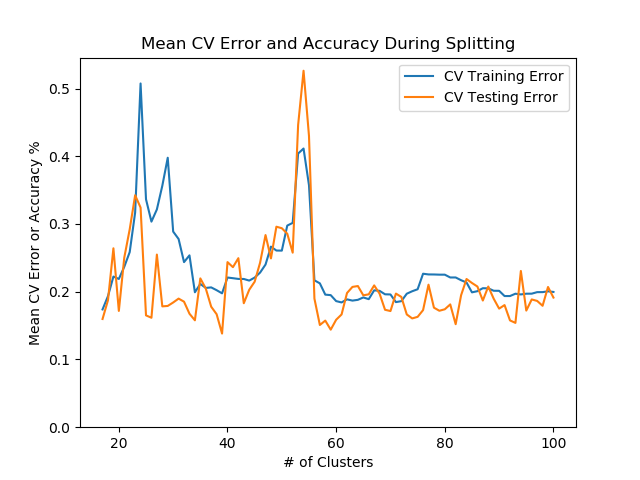 Mean CV Error and Accuracy During Splitting
CV Training Error
CV Testing Error
Mean CV Error or Accuracy %
0.5
0.4
0.3
0.2
0.1
0.0
20 40 60 80 100
# of Clusters